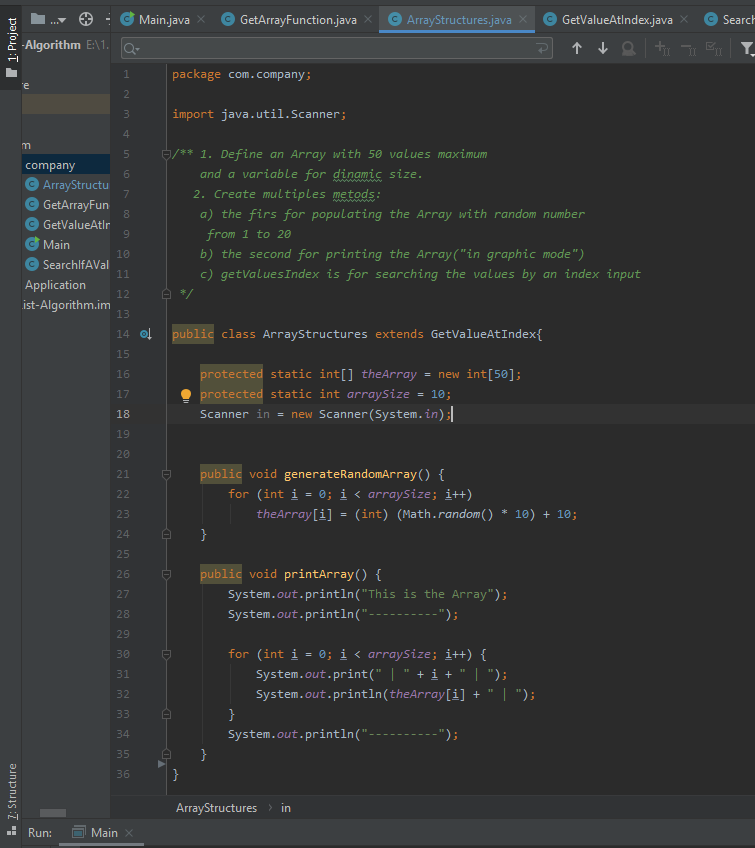 1: Project
...
Main.java
GetArrayFunction.java
ArrayStructures.java
GetValueAtIndex.java
Search
-Algorithm E:\1.
re
m
company
ArrayStructu
GetArrayFun
GetValueAtIn
Main
SearchIfAVal
Application
ist-Algorithm.im
1 package com.company;
2
3 import java.util.Scanner;
4
5 /** 1. Define an Array with 50 values maximum
6 and a variable for dinamic size.
7 2. Create multiples metods:
8 a) the firs for populating the Array with random number
9 from 1 to 20
10 b) the second for printing the Array("in graphic mode")
11 c) getValuesIndex is for searching the values by an index input
12 */
13
14 public class ArrayStructures extends GetValueAtIndex{
15
16 protected static int[] theArray = new int[50];
17 protected static int arraySize = 10;
18 Scanner in = new Scanner(System.in);
19
20
21 public void generateRandomArray() {
22 for (int i = 0; i < arraySize; i++)
23 theArray[i] = (int) (Math.random() * 10) + 10;
24 }
25
26 public void printArray() {
27 System.out.println("This is the Array");
28 System.out.println("----------");
29
30 for (int i = 0; i < arraySize; i++) {
31 System.out.print(" | " + i + " | ");
32 System.out.println(theArray[i] + " | ");
33 }
34 System.out.println("----------");
35 }
36 }
ArrayStructures > in
7: Structure
Run: Main